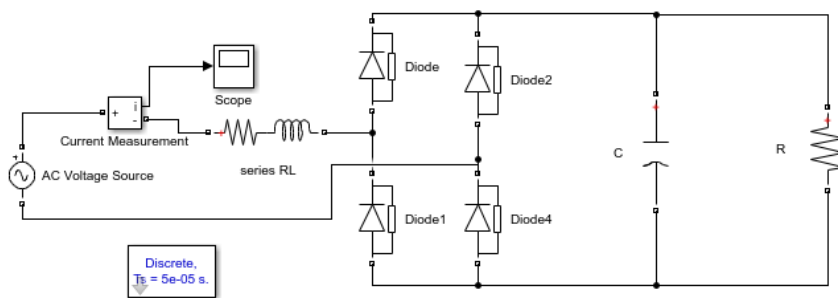 Diode
Diode2
Scope
+
i
-
+
Current Measurement
+
AC Voltage Source
series RL
C
+
R
+
Diode1
Diode4
Discrete,
Ts = 5e-05 s.